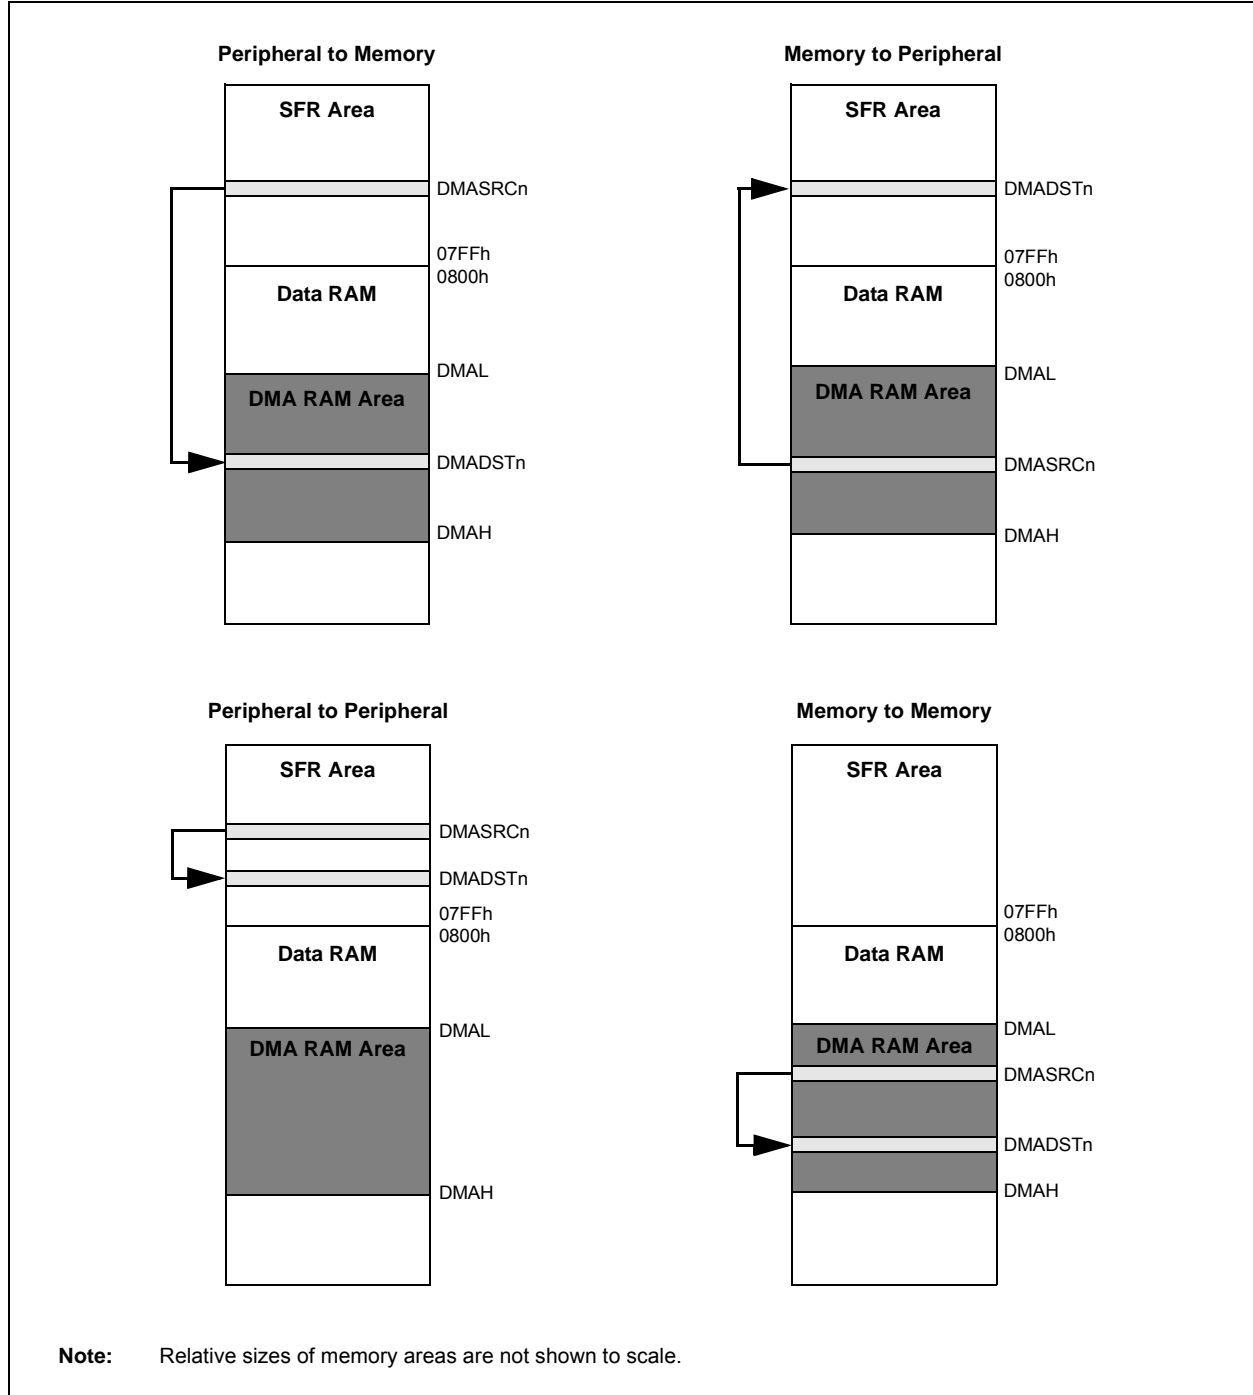 Peripheral to Memory
SFR Area
DMASRCn
07FFh
0800h
Data RAM
DMAL
DMA RAM Area
DMADSTn
DMAH
Memory to Peripheral
SFR Area
DMADSTn
07FFh
0800h
Data RAM
DMAL
DMA RAM Area
DMASRCn
DMAH
Peripheral to Peripheral
SFR Area
DMASRCn
DMADSTn
07FFh
0800h
Data RAM
DMAL
DMA RAM Area
DMAH
Memory to Memory
SFR Area
07FFh
0800h
Data RAM
DMAL
DMA RAM Area
DMASRCn
DMADSTn
DMAH
Note: Relative sizes of memory areas are not shown to scale.